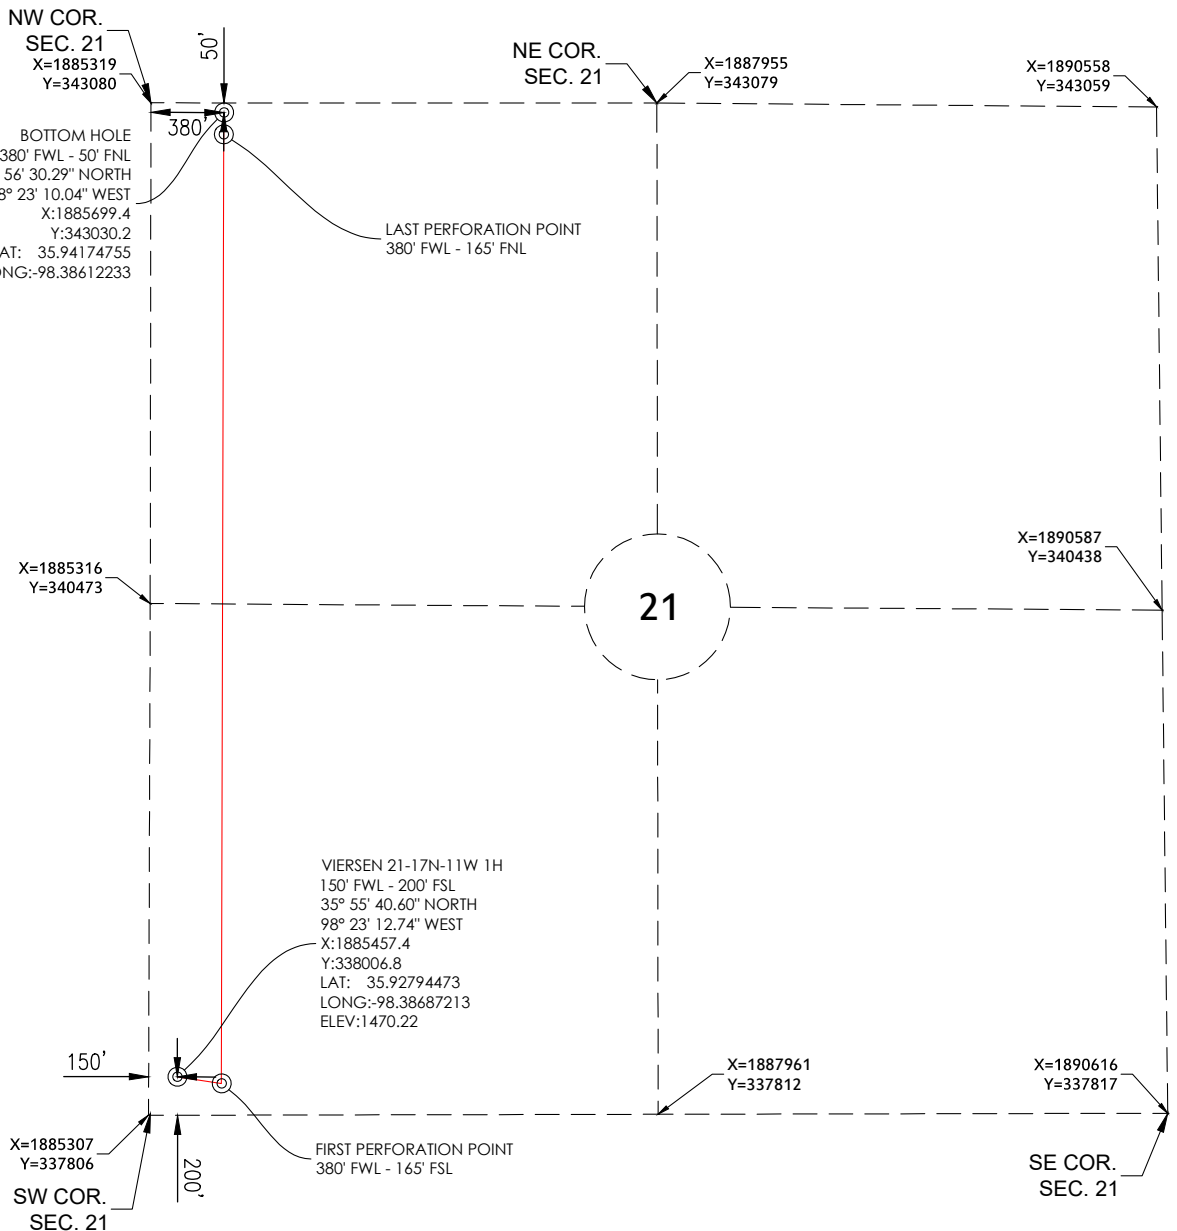 NW COR.
SEC. 21
X=1885319
Y=343080
50'
NE COR.
SEC. 21
X=1887955
Y=343079
X=1890558
Y=343059
380'
BOTTOM HOLE
380' FWL - 50' FNL
56' 30.29" NORTH
8° 23' 10.04" WEST
X:1885699.4
Y:343030.2
AT: 35.94174755
ONG:-98.38612233
LAST PERFORATION POINT
380' FWL - 165' FNL
X=1885316
Y=340473
21
X=1890587
Y=340438
VIERSEN 21-17N-11W 1H
150' FWL - 200' FSL
35° 55' 40.60" NORTH
98° 23' 12.74" WEST
X:1885457.4
Y:338006.8
LAT: 35.92794473
LONG:-98.38687213
ELEV:1470.22
150'
X=1887961
Y=337812
X=1890616
Y=337817
X=1885307
Y=337806
200'
FIRST PERFORATION POINT
380' FWL - 165' FSL
SW COR.
SEC. 21
SE COR.
SEC. 21